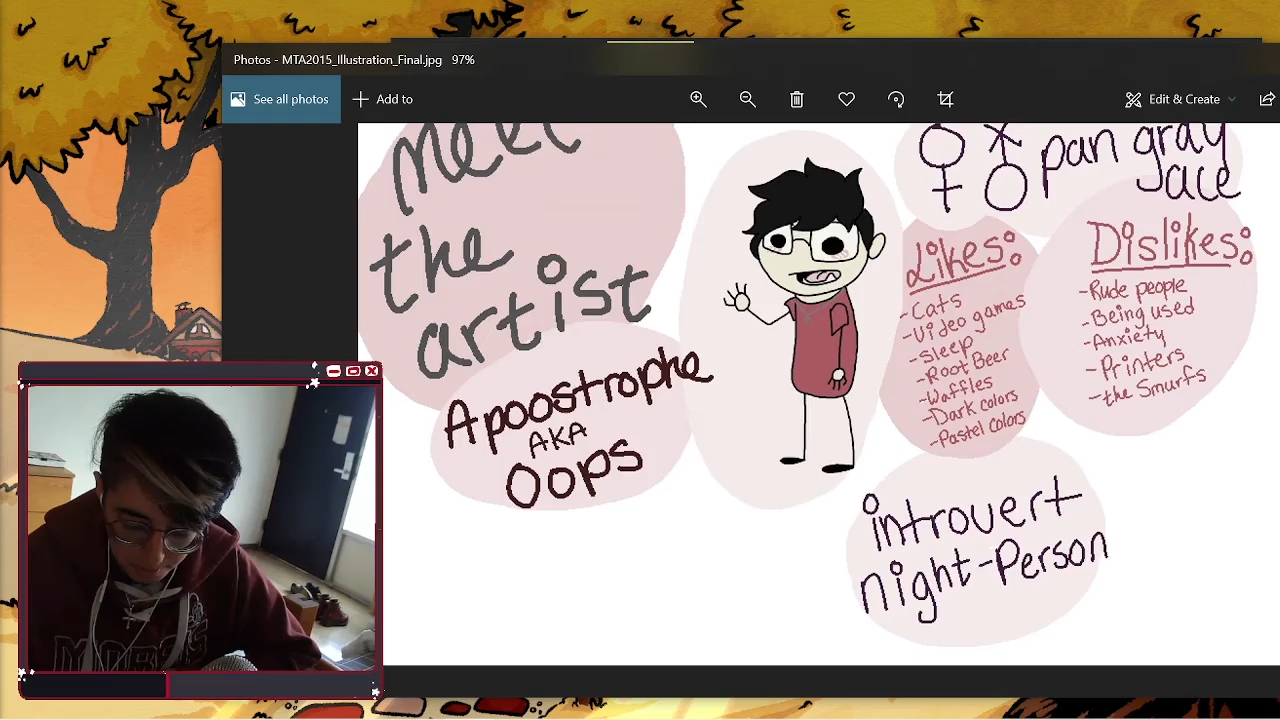 Photos - MTA2015_Illustration_Final.jpg 97%
See all photos
Add to
Edit & Create
Meet
the
artist
Apoostrophe
AKA
Oops
pan gray
ace
Likes:
-Cats
-Video games
-Sleep
-Root Beer
-Waffles
-Dark colors
-Pastel colors
Dislikes:
-Rude people
-Being used
-Anxiety
-Printers
-the Smurfs
introvert
night-Person